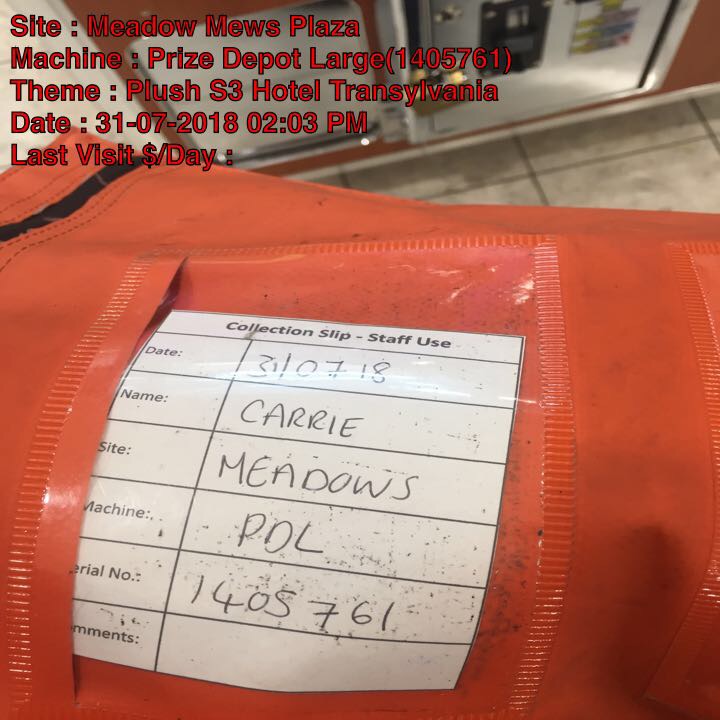 Site : Meadow Mews Plaza
Machine : Prize Depot Large(1405761)
Theme : Plush S3 Hotel Transylvania
Date : 31-07-2018 02:03 PM
Last Visit $/Day :
Collection Slip - Staff Use
Date: 31/07/18
Name: CARRIE
Site: MEADOWS
Machine: PDL
erial No.: 1405761
mments: